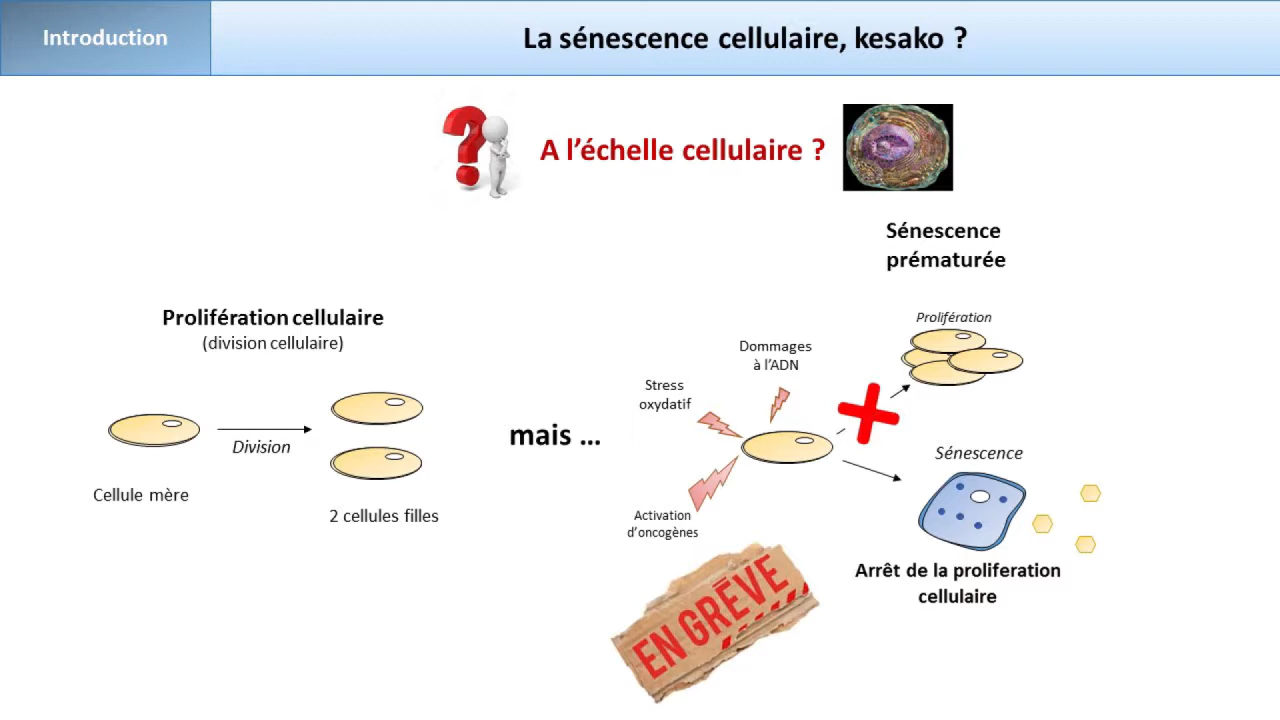 Introduction
La sénescence cellulaire, kesako ?
A l'échelle cellulaire ?
Sénescence
prématurée
Prolifération cellulaire
(division cellulaire)
Division
Cellule mère
2 cellules filles
mais ...
Dommages
à l'ADN
Stress
oxydatif
Activation
d'oncogènes
Prolifération
Sénescence
Arrêt de la proliferation
cellulaire
EN GRÉVE